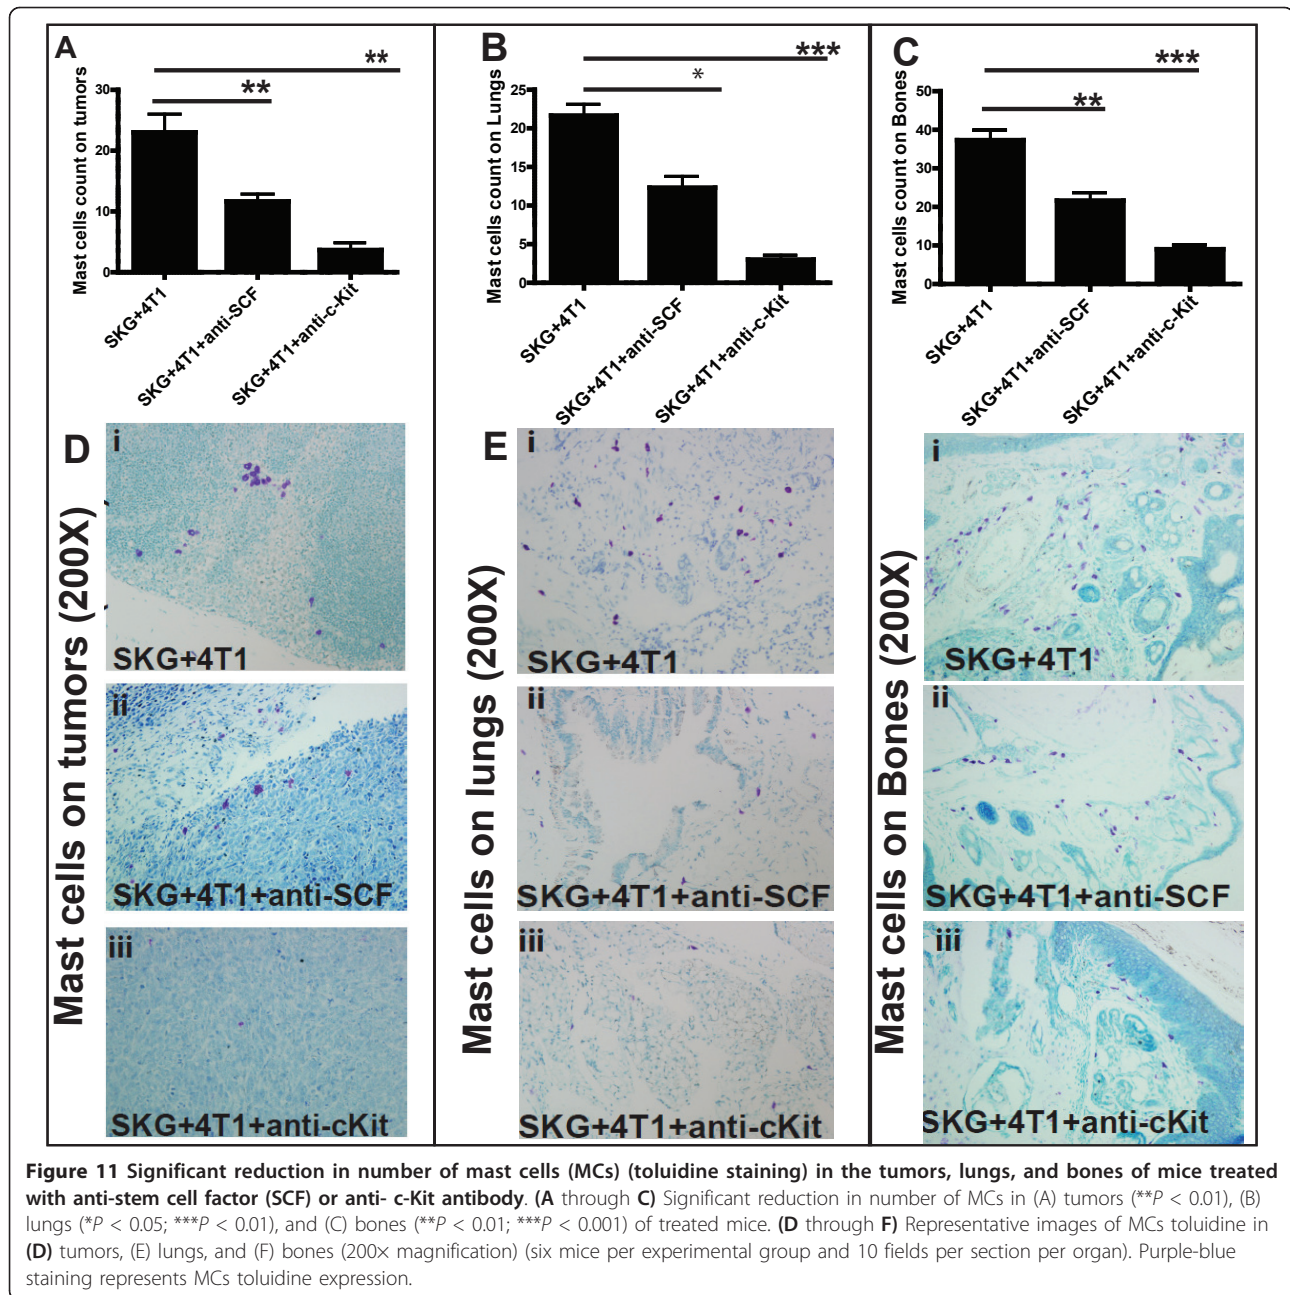 A
**
**
Mast cells count on tumors
30
20
10
0
SKG+4T1
SKG+4T1+anti-SCF
SKG+4T1+anti-c-Kit
B
***
*
Mast cells count on Lungs
25
20
15
10
5
0
SKG+4T1
SKG+4T1+anti-SCF
SKG+4T1+anti-c-Kit
C
***
**
Mast cells count on Bones
50
40
30
20
10
0
SKG+4T1
SKG+4T1+anti-SCF
SKG+4T1+anti-c-Kit
D
Mast cells on tumors (200X)
i
SKG+4T1
ii
SKG+4T1+anti-SCF
iii
SKG+4T1+anti-cKit
E
Mast cells on lungs (200X)
i
SKG+4T1
ii
SKG+4T1+anti-SCF
iii
SKG+4T1+anti-cKit
Mast cells on Bones (200X)
i
SKG+4T1
ii
SKG+4T1+anti-SCF
iii
SKG+4T1+anti-cKit
Figure 11 Significant reduction in number of mast cells (MCs) (toluidine staining) in the tumors, lungs, and bones of mice treated
with anti-stem cell factor (SCF) or anti- c-Kit antibody. (A through C) Significant reduction in number of MCs in (A) tumors (**P < 0.01), (B)
lungs (*P < 0.05; ***P < 0.01), and (C) bones (**P < 0.01; ***P < 0.001) of treated mice. (D through F) Representative images of MCs toluidine in
(D) tumors, (E) lungs, and (F) bones (200× magnification) (six mice per experimental group and 10 fields per section per organ). Purple-blue
staining represents MCs toluidine expression.